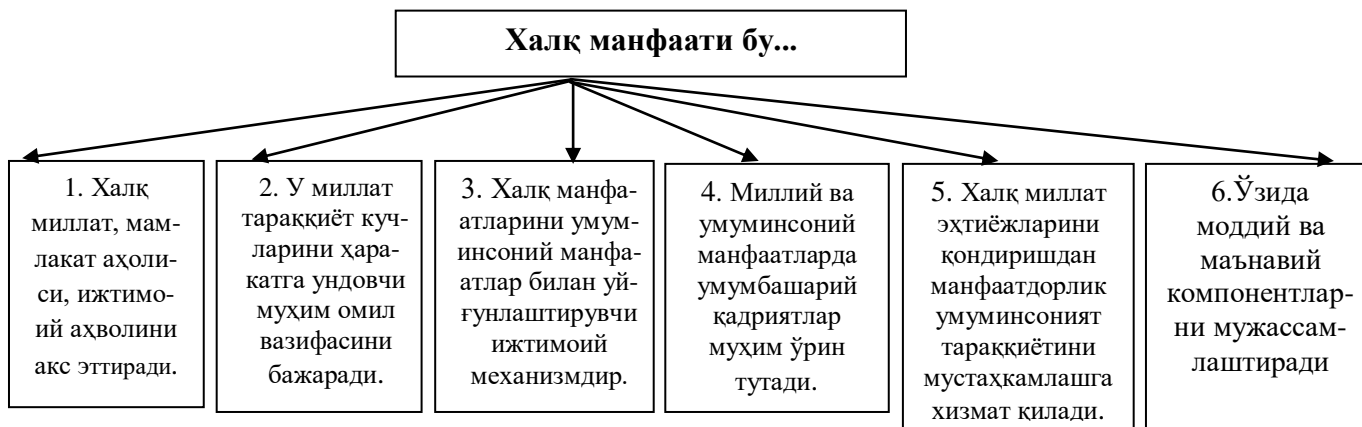 Халқ манфаати бу...
1. Халқ
миллат, мам-
лакат аҳоли-
си, ижтимо-
ий аҳволини
акс эттиради.
2. У миллат
тараққиёт куч-
ларини ҳара-
катга ундовчи
муҳим омил
вазифасини
бажаради.
3. Халқ манфа-
атларини умум-
инсоний манфа-
атлар билан уй-
ғунлаштирувчи
ижтимоий
механизмдир.
4. Миллий ва
умуминсоний
манфаатларда
умумбашарий
қадриятлар
муҳим ўрин
тутади.
5. Халқ миллат
эҳтиёжларини
қондиришдан
манфаатдорлик
умуминсоният
тараққиётини
мустаҳкамлашга
хизмат қилади.
6.Ўзида
моддий ва
маънавий
компонентлар-
ни мужассам-
лаштиради